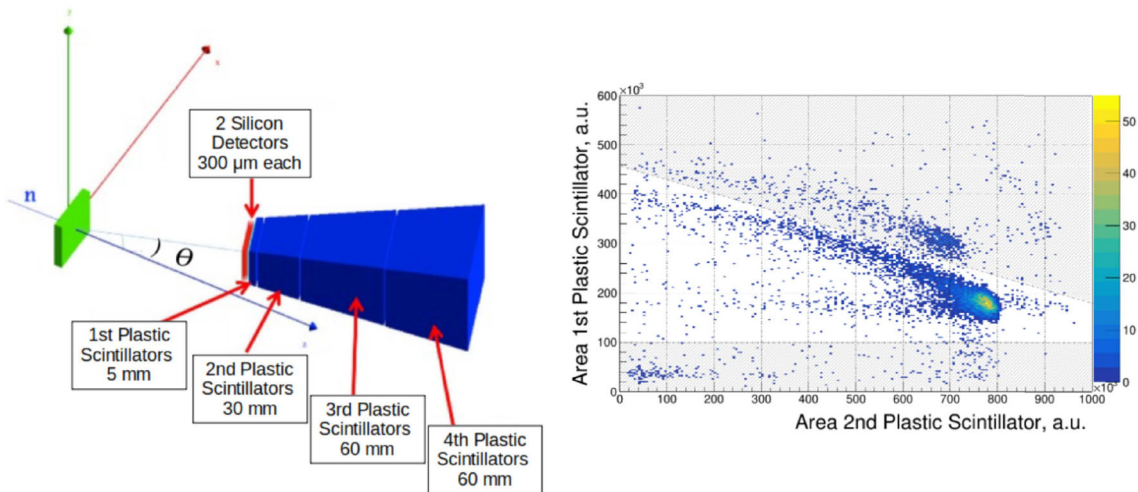 y
x
2 Silicon
Detectors
300 μm each
n
θ
z
1st Plastic
Scintillators
5 mm
2nd Plastic
Scintillators
30 mm
3rd Plastic
Scintillators
60 mm
4th Plastic
Scintillators
60 mm
×10³
600
500
400
300
200
100
0
Area 1st Plastic Scintillator, a.u.
0 100 200 300 400 500 600 700 800 900 1000
Area 2nd Plastic Scintillator, a.u.
50
40
30
20
10
0